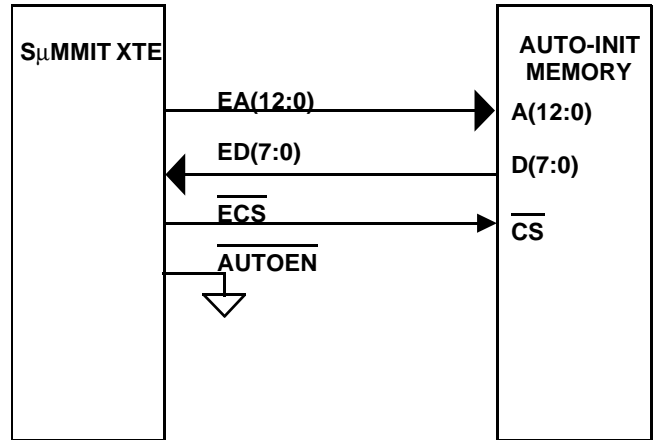 SμMMIT XTE
AUTO-INIT
MEMORY
EA(12:0)
A(12:0)
ED(7:0)
D(7:0)
ECS
CS
AUTOEN